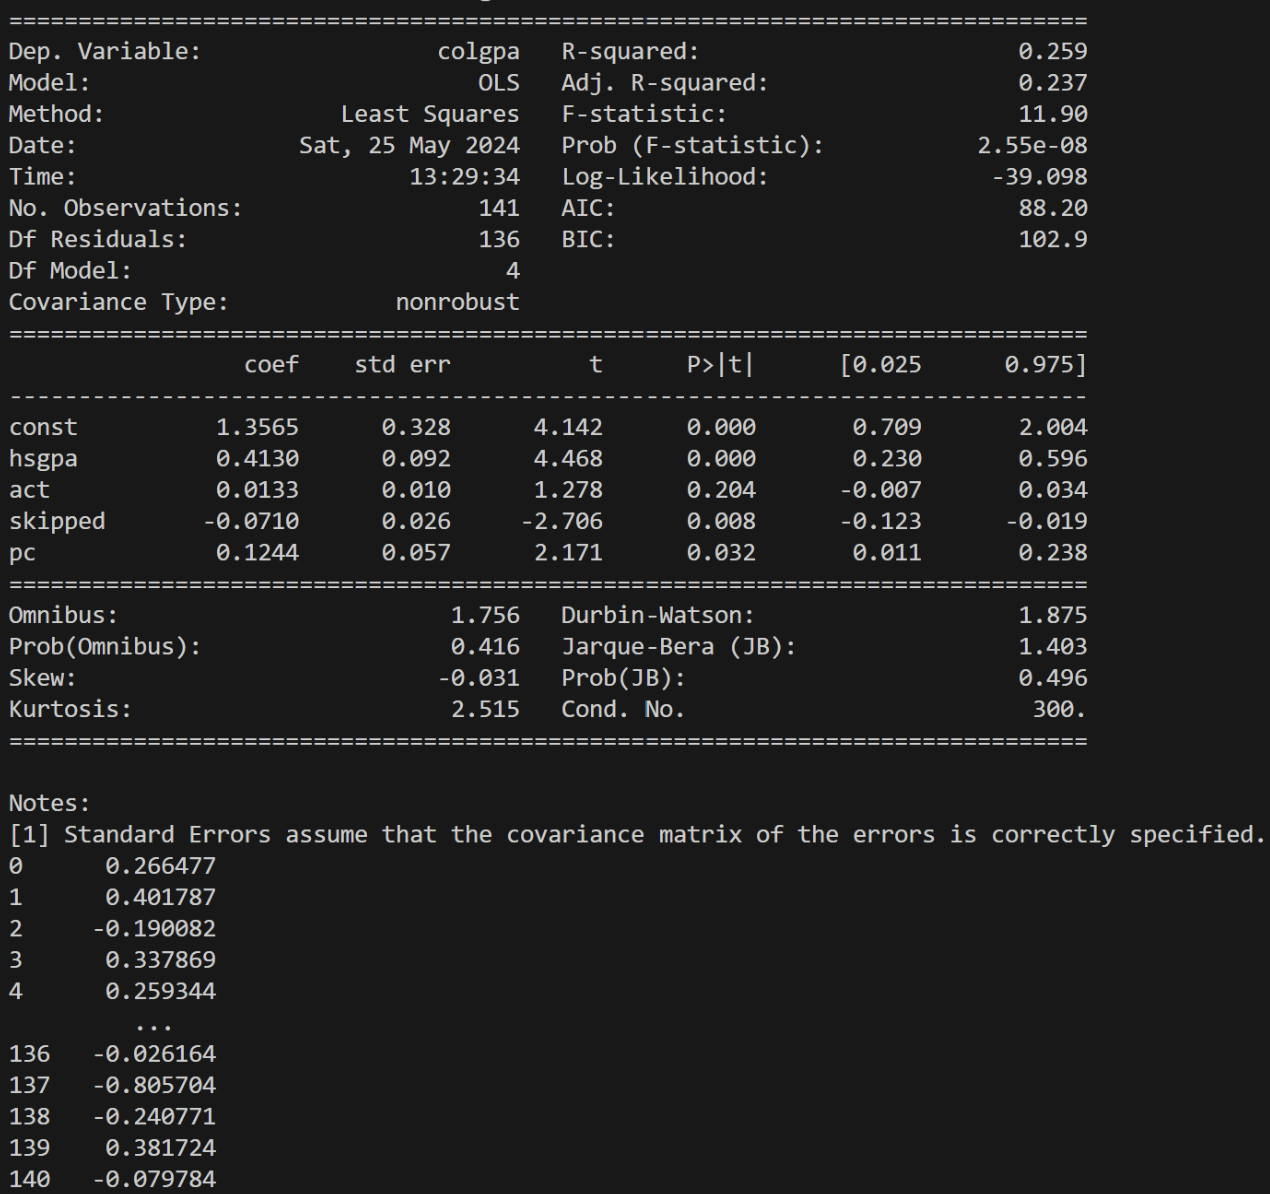 ==============================================================================
Dep. Variable:                 colgpa   R-squared:                       0.259
Model:                            OLS   Adj. R-squared:                  0.237
Method:                 Least Squares   F-statistic:                     11.90
Date:                Sat, 25 May 2024   Prob (F-statistic):           2.55e-08
Time:                        13:29:34   Log-Likelihood:                -39.098
No. Observations:                 141   AIC:                             88.20
Df Residuals:                     136   BIC:                             102.9
Df Model:                           4
Covariance Type:            nonrobust
==============================================================================
                 coef    std err          t      P>|t|      [0.025      0.975]
------------------------------------------------------------------------------
const          1.3565      0.328      4.142      0.000       0.709       2.004
hsgpa          0.4130      0.092      4.468      0.000       0.230       0.596
act            0.0133      0.010      1.278      0.204      -0.007       0.034
skipped       -0.0710      0.026     -2.706      0.008      -0.123      -0.019
pc             0.1244      0.057      2.171      0.032       0.011       0.238
==============================================================================
Omnibus:                        1.756   Durbin-Watson:                   1.875
Prob(Omnibus):                  0.416   Jarque-Bera (JB):                1.403
Skew:                          -0.031   Prob(JB):                        0.496
Kurtosis:                       2.515   Cond. No.                         300.
==============================================================================

Notes:
[1] Standard Errors assume that the covariance matrix of the errors is correctly specified.
0      0.266477
1      0.401787
2     -0.190082
3      0.337869
4      0.259344
         ...
136   -0.026164
137   -0.805704
138   -0.240771
139    0.381724
140   -0.079784